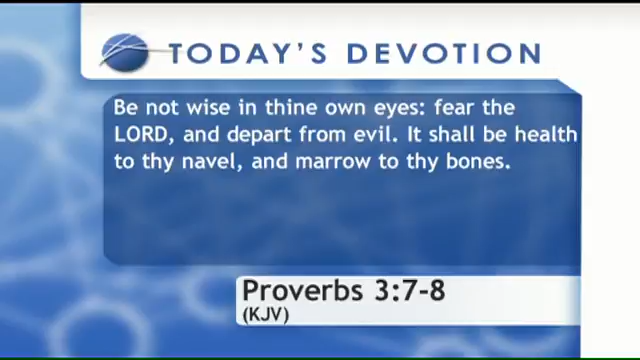 TODAY'S DEVOTION
Be not wise in thine own eyes: fear the
LORD, and depart from evil. It shall be health
to thy navel, and marrow to thy bones.
Proverbs 3:7-8
(KJV)